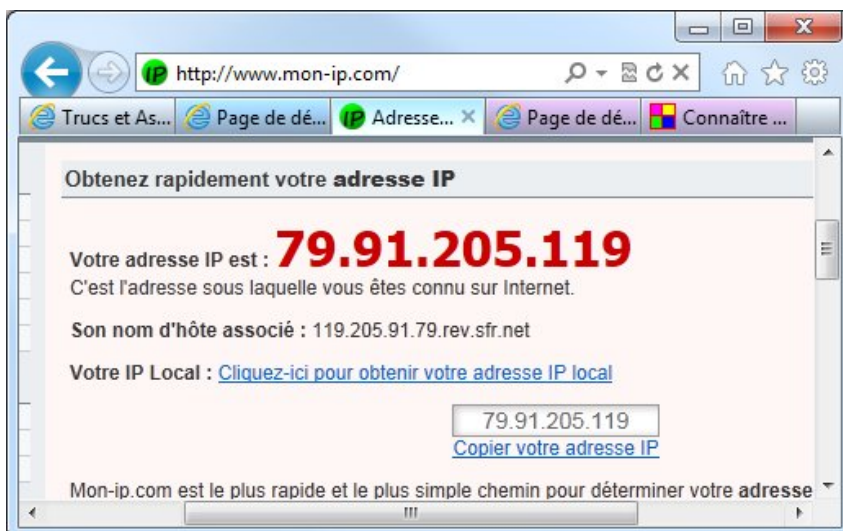 http://www.mon-ip.com/
Trucs et As... Page de dé... Adresse... Page de dé... Connaître ...
Obtenez rapidement votre adresse IP
Votre adresse IP est : 79.91.205.119
C'est l'adresse sous laquelle vous êtes connu sur Internet.
Son nom d'hôte associé : 119.205.91.79.rev.sfr.net
Votre IP Local : Cliquez-ici pour obtenir votre adresse IP local
79.91.205.119
Copier votre adresse IP
Mon-ip.com est le plus rapide et le plus simple chemin pour déterminer votre adresse